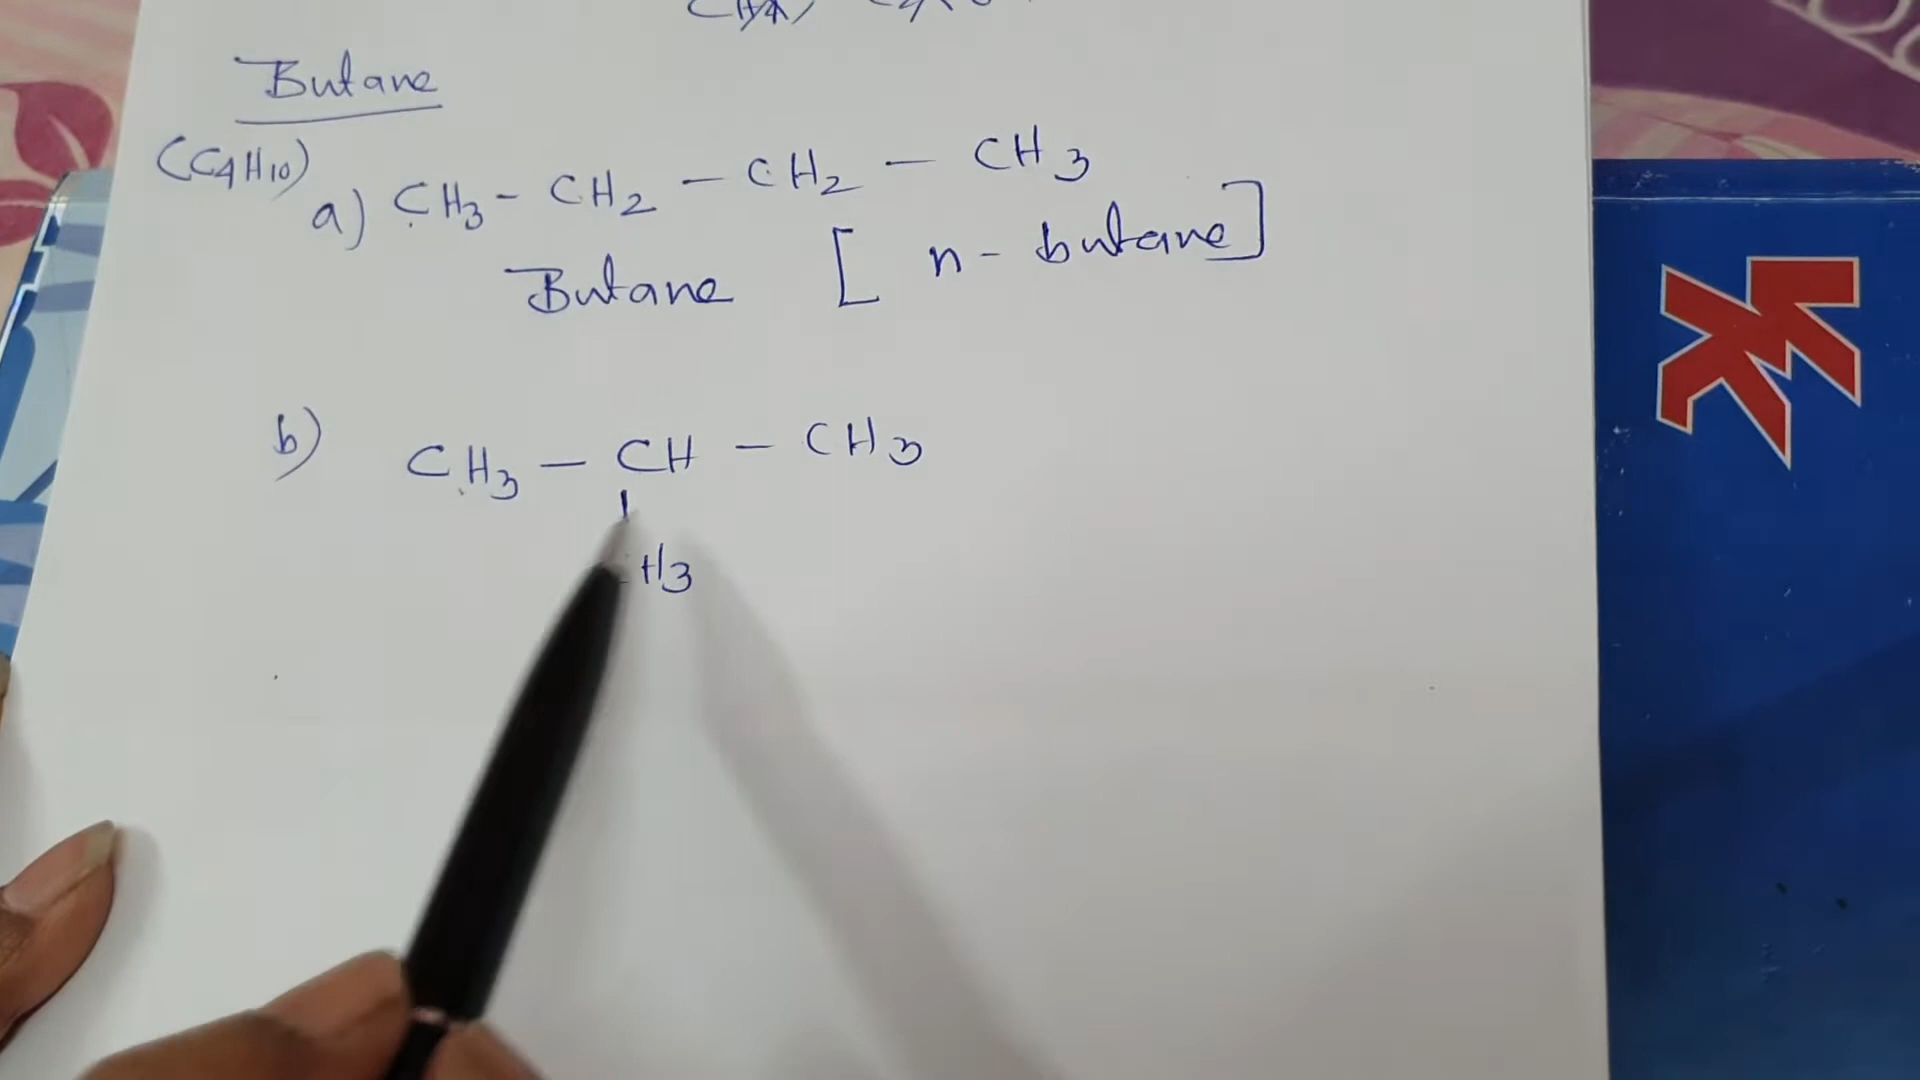 Butane
(C4H10)
a) CH3 - CH2 - CH2 - CH3
Butane [n - butane]
b) CH3 - CH - CH3
|
H3